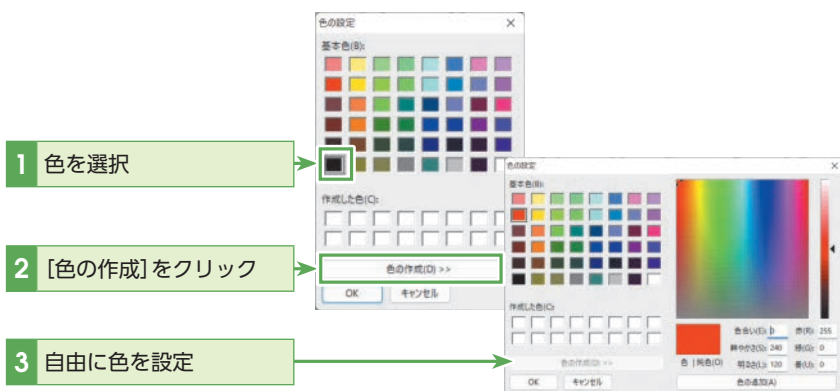 色の設定
基本色(B):
1 色を選択
作成した色(C):
2 [色の作成]をクリック
色の作成(D) >>
OK キャンセル
3 自由に色を設定
色の設定
基本色(B):
作成した色(C):
色の作成(D) >>
OK キャンセル
色 | 純色(O)
色合い(E): 0 赤(R): 255
鮮やかさ(S): 240 緑(G): 0
明るさ(L): 120 青(U): 0
色の追加(A)